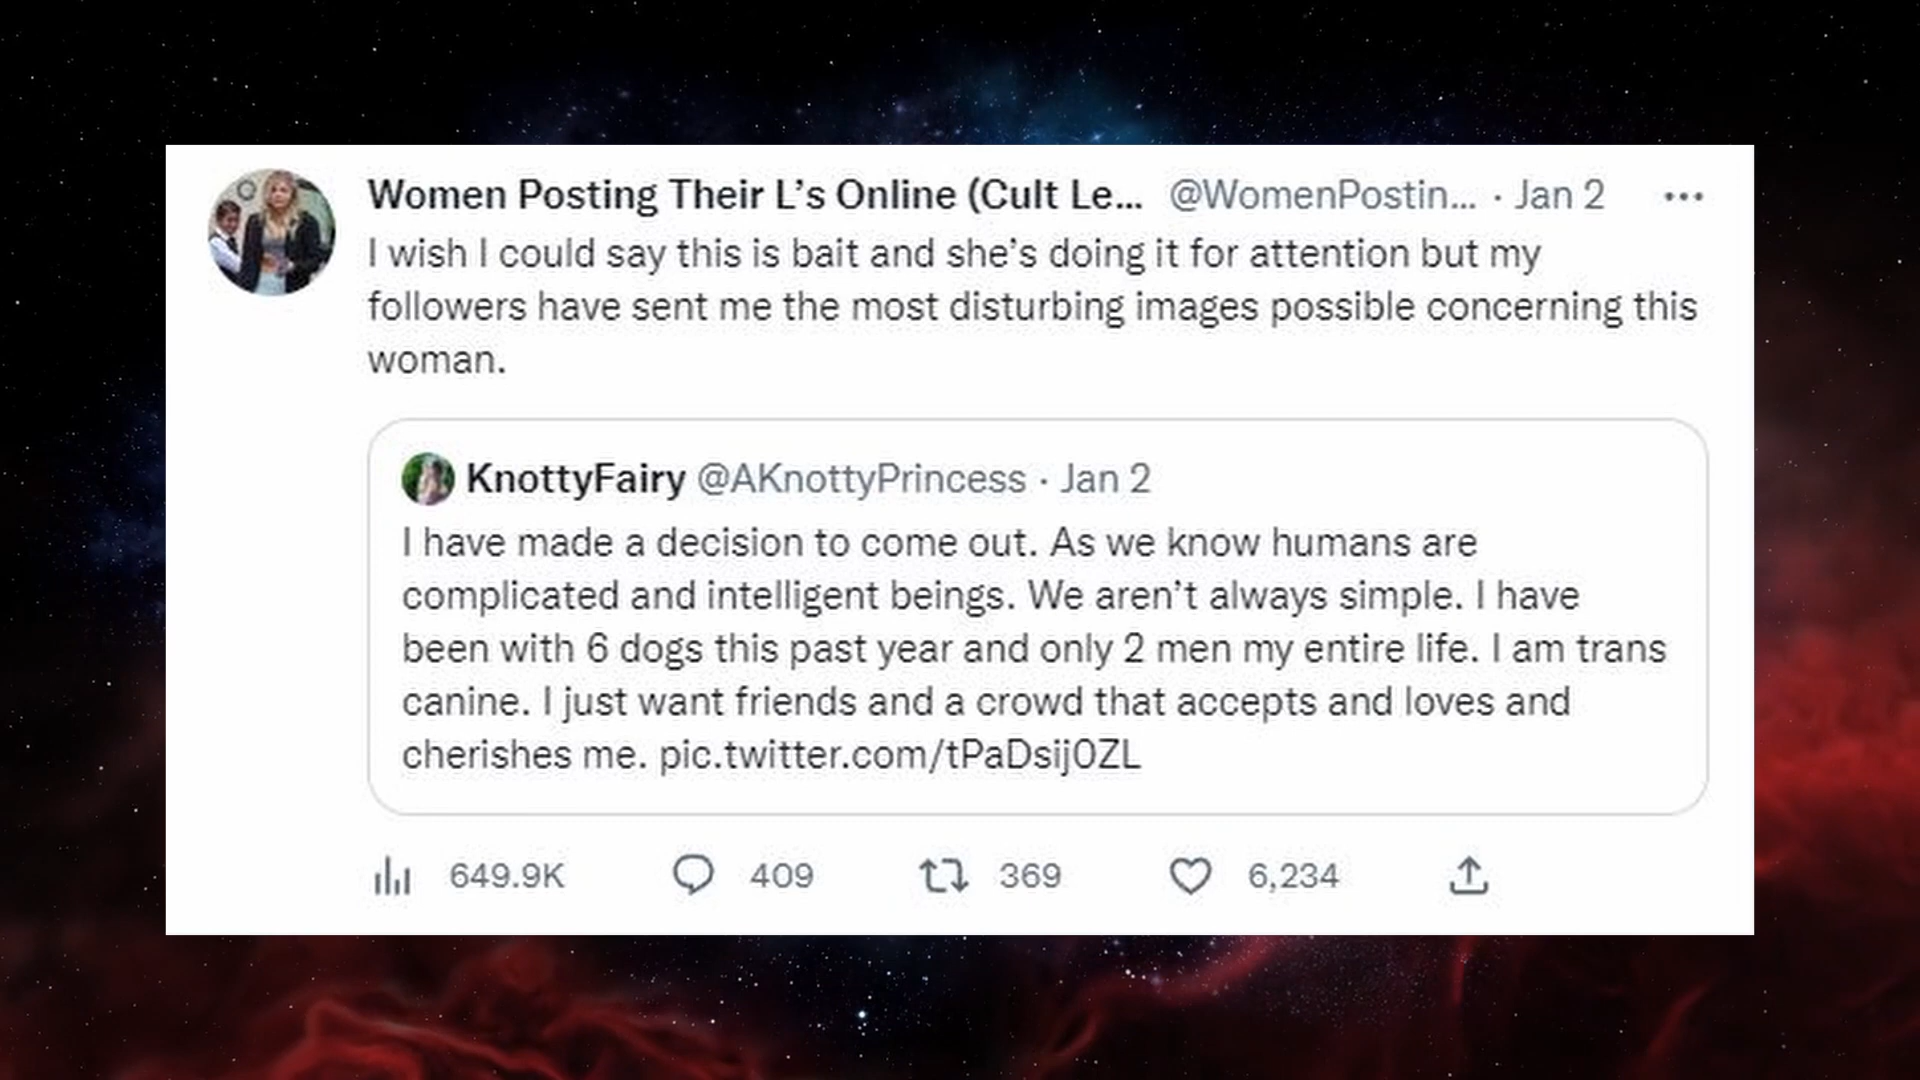 Women Posting Their L’s Online (Cult Le... @WomenPostin... · Jan 2
I wish I could say this is bait and she’s doing it for attention but my
followers have sent me the most disturbing images possible concerning this
woman.
KnottyFairy @AKnottyPrincess · Jan 2
I have made a decision to come out. As we know humans are
complicated and intelligent beings. We aren’t always simple. I have
been with 6 dogs this past year and only 2 men my entire life. I am trans
canine. I just want friends and a crowd that accepts and loves and
cherishes me. pic.twitter.com/tPaDsij0ZL
649.9K 409 369 6,234